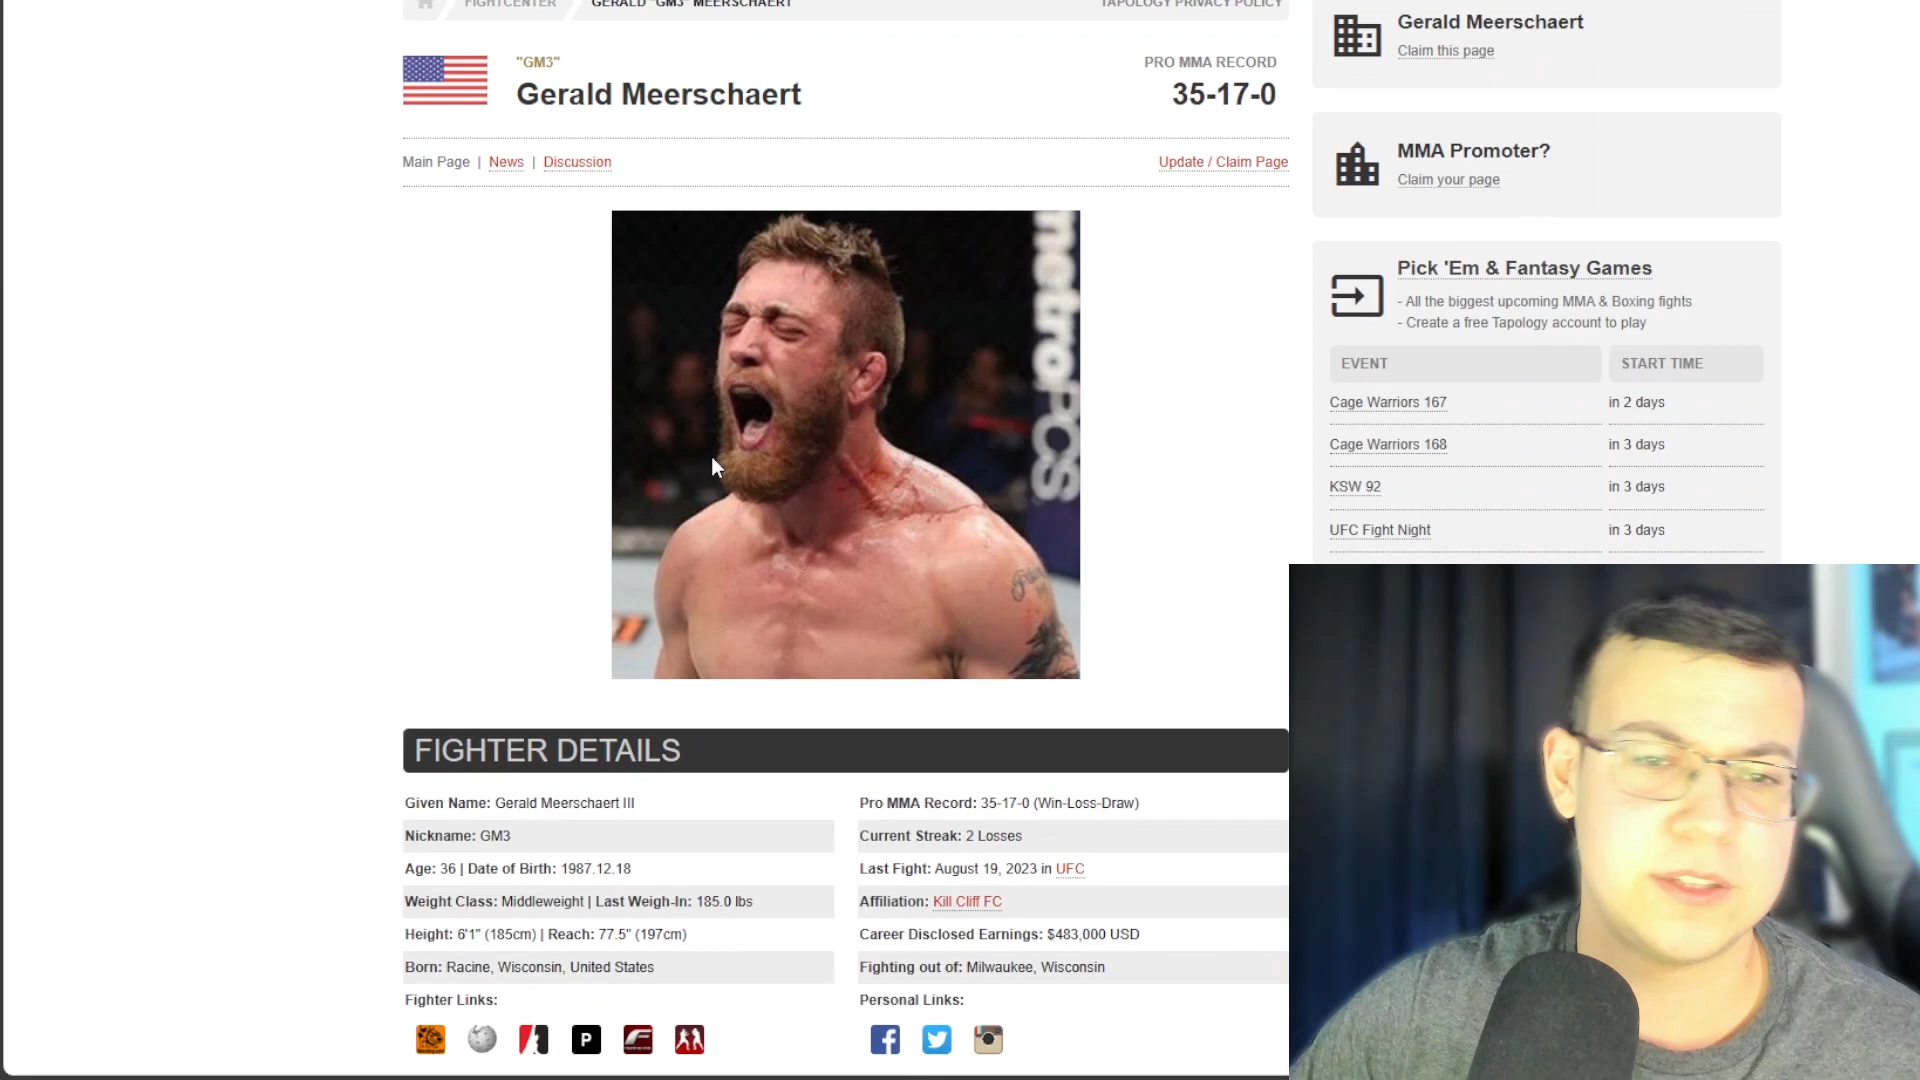 FIGHTCENTER
GERALD "GM3" MEERSCHAERT
TAPOLOGY PRIVACY POLICY
"GM3"
Gerald Meerschaert
PRO MMA RECORD
35-17-0
Main Page | News | Discussion
Update / Claim Page
metroPCS
FIGHTER DETAILS
Given Name: Gerald Meerschaert III
Nickname: GM3
Age: 36 | Date of Birth: 1987.12.18
Weight Class: Middleweight | Last Weigh-In: 185.0 lbs
Height: 6'1" (185cm) | Reach: 77.5" (197cm)
Born: Racine, Wisconsin, United States
Fighter Links:
P
Pro MMA Record: 35-17-0 (Win-Loss-Draw)
Current Streak: 2 Losses
Last Fight: August 19, 2023 in UFC
Affiliation: Kill Cliff FC
Career Disclosed Earnings: $483,000 USD
Fighting out of: Milwaukee, Wisconsin
Personal Links:
Gerald Meerschaert
Claim this page
MMA Promoter?
Claim your page
Pick 'Em & Fantasy Games
- All the biggest upcoming MMA & Boxing fights
- Create a free Tapology account to play
EVENT START TIME
Cage Warriors 167 in 2 days
Cage Warriors 168 in 3 days
KSW 92 in 3 days
UFC Fight Night in 3 days